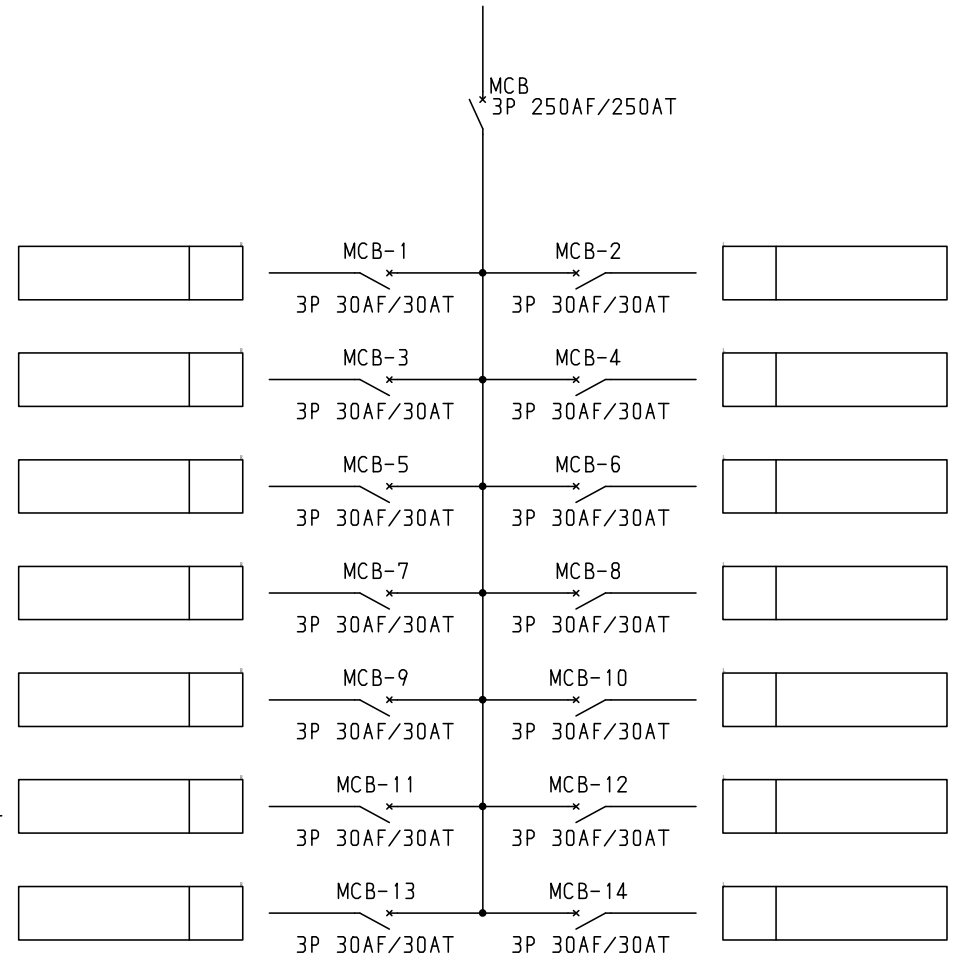 MCB
3P 250AF/250AT
MCB-1 MCB-2
3P 30AF/30AT 3P 30AF/30AT
MCB-3 MCB-4
3P 30AF/30AT 3P 30AF/30AT
MCB-5 MCB-6
3P 30AF/30AT 3P 30AF/30AT
MCB-7 MCB-8
3P 30AF/30AT 3P 30AF/30AT
MCB-9 MCB-10
3P 30AF/30AT 3P 30AF/30AT
MCB-11 MCB-12
3P 30AF/30AT 3P 30AF/30AT
MCB-13 MCB-14
3P 30AF/30AT 3P 30AF/30AT